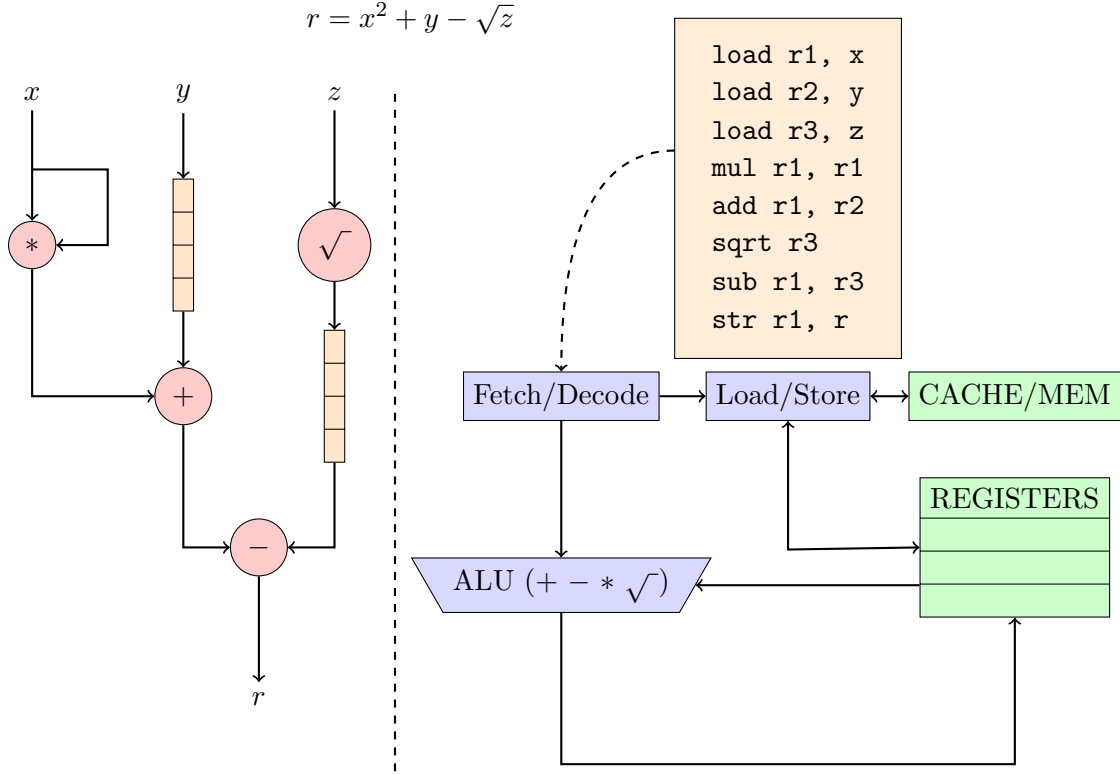 r = x² + y − √z
x
y
z
*
√
+
−
r
load r1, x
load r2, y
load r3, z
mul r1, r1
add r1, r2
sqrt r3
sub r1, r3
str r1, r
Fetch/Decode
Load/Store
CACHE/MEM
REGISTERS
ALU (+ − * √)